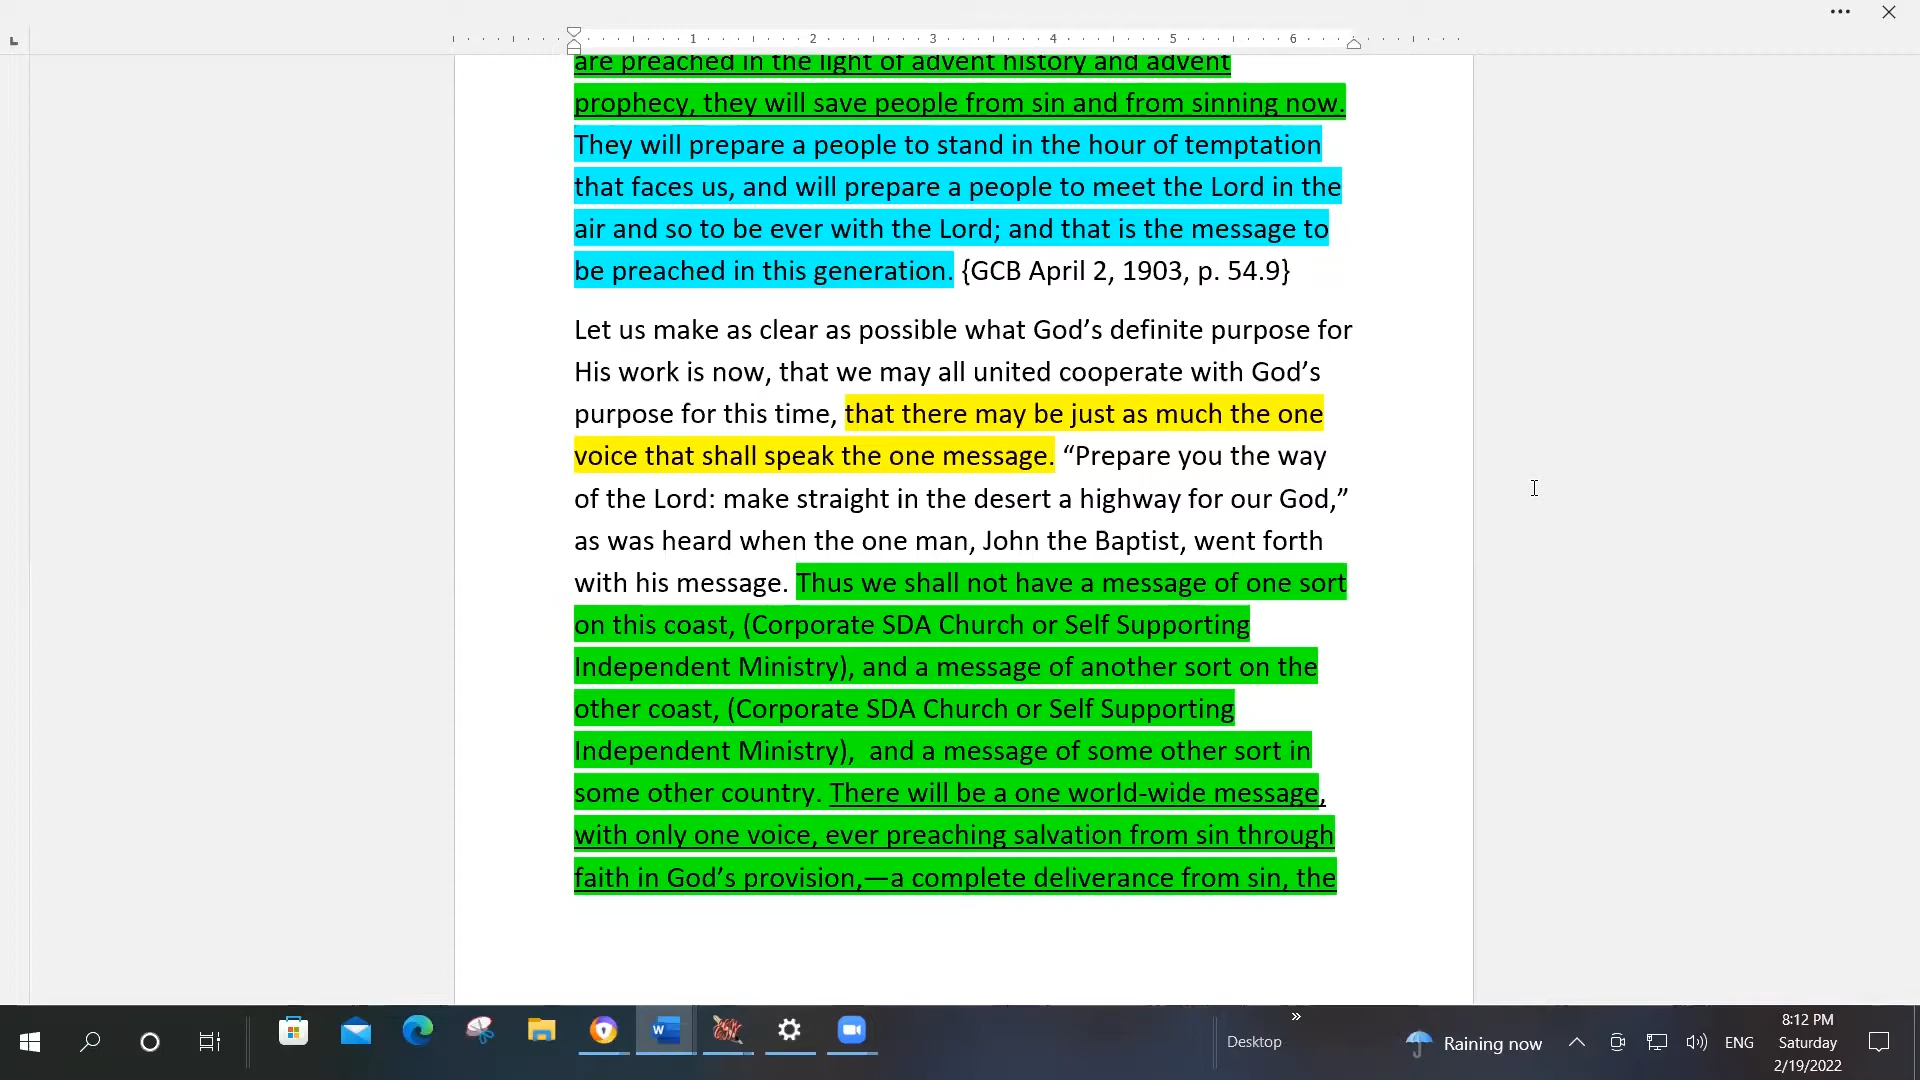 1 2 3 4 5 6
are preached in the light of advent history and advent
prophecy, they will save people from sin and from sinning now.
They will prepare a people to stand in the hour of temptation
that faces us, and will prepare a people to meet the Lord in the
air and so to be ever with the Lord; and that is the message to
be preached in this generation. {GCB April 2, 1903, p. 54.9}
Let us make as clear as possible what God’s definite purpose for
His work is now, that we may all united cooperate with God’s
purpose for this time, that there may be just as much the one
voice that shall speak the one message. “Prepare you the way
of the Lord: make straight in the desert a highway for our God,”
as was heard when the one man, John the Baptist, went forth
with his message. Thus we shall not have a message of one sort
on this coast, (Corporate SDA Church or Self Supporting
Independent Ministry), and a message of another sort on the
other coast, (Corporate SDA Church or Self Supporting
Independent Ministry),  and a message of some other sort in
some other country. There will be a one world-wide message,
with only one voice, ever preaching salvation from sin through
faith in God’s provision,—a complete deliverance from sin, the
Desktop
Raining now
ENG
8:12 PM
Saturday
2/19/2022